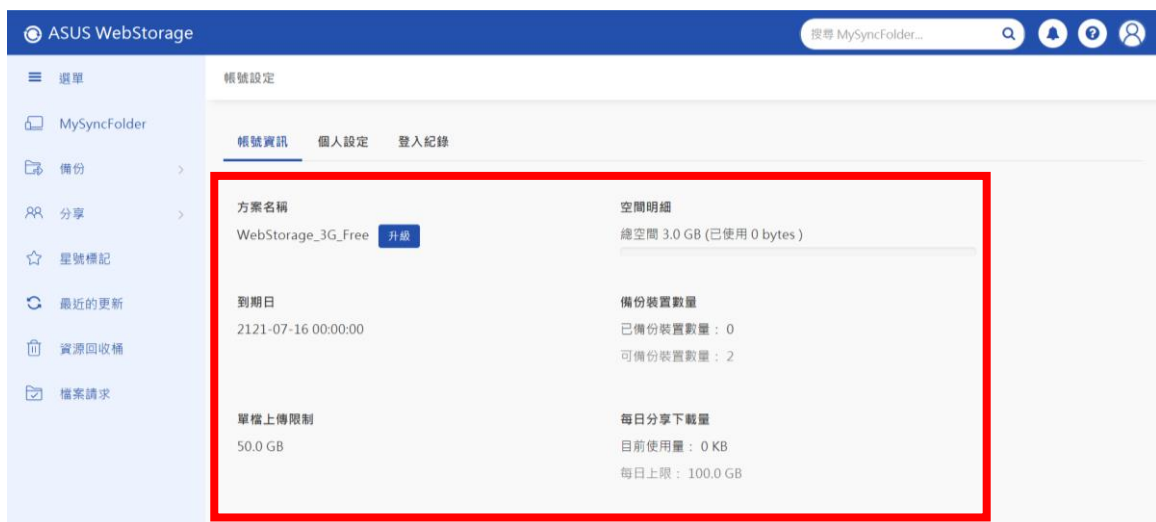 ASUS WebStorage
搜尋 MySyncFolder...
選單
MySyncFolder
備份
分享
星號標記
最近的更新
資源回收桶
檔案請求
帳號設定
帳號資訊 個人設定 登入紀錄
方案名稱
WebStorage_3G_Free 升級
空間明細
總空間 3.0 GB (已使用 0 bytes )
到期日
2121-07-16 00:00:00
備份裝置數量
已備份裝置數量： 0
可備份裝置數量： 2
單檔上傳限制
50.0 GB
每日分享下載量
目前使用量： 0 KB
每日上限： 100.0 GB